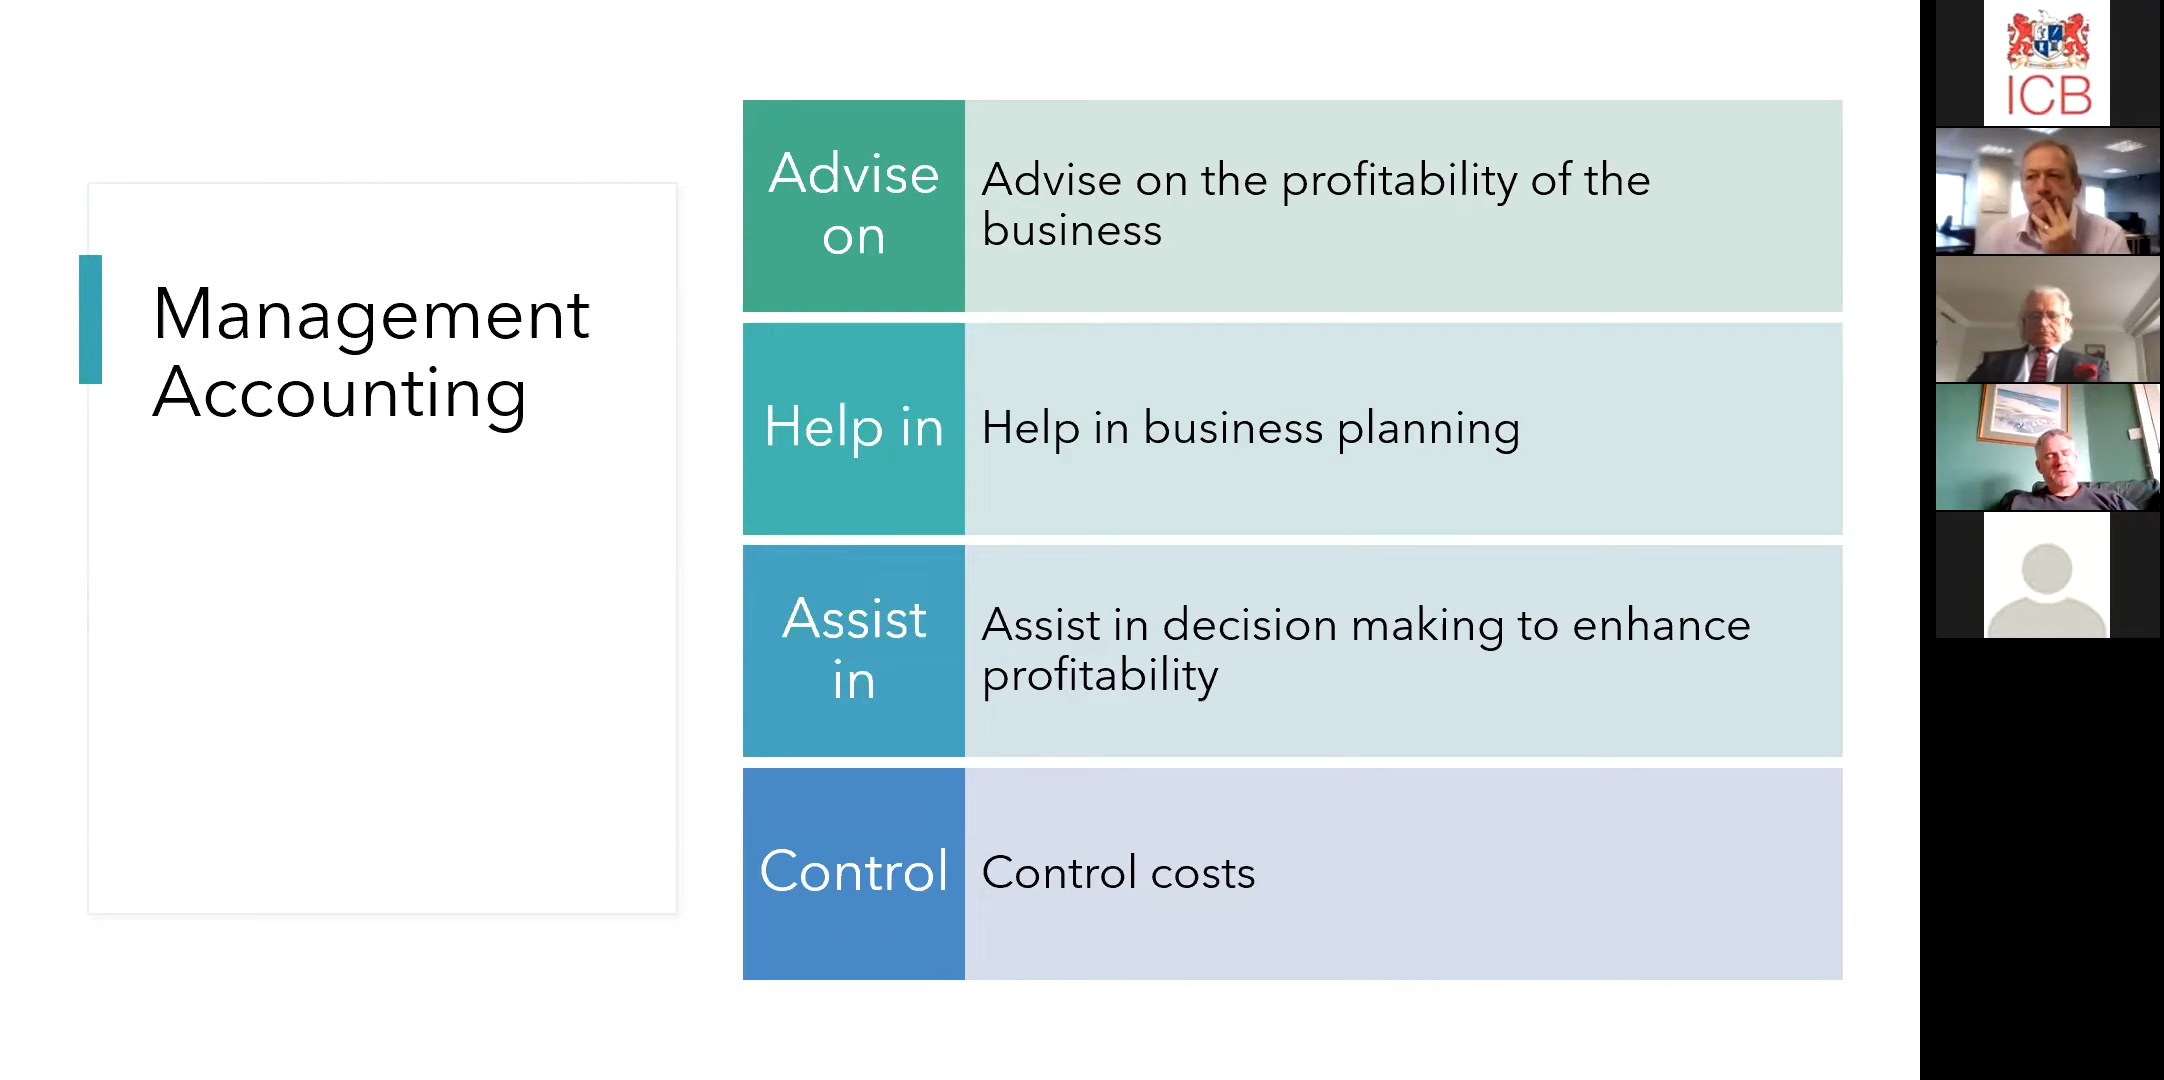 Management
Accounting
Advise
on
Advise on the profitability of the
business
Help in
Help in business planning
Assist
in
Assist in decision making to enhance
profitability
Control
Control costs
ICB